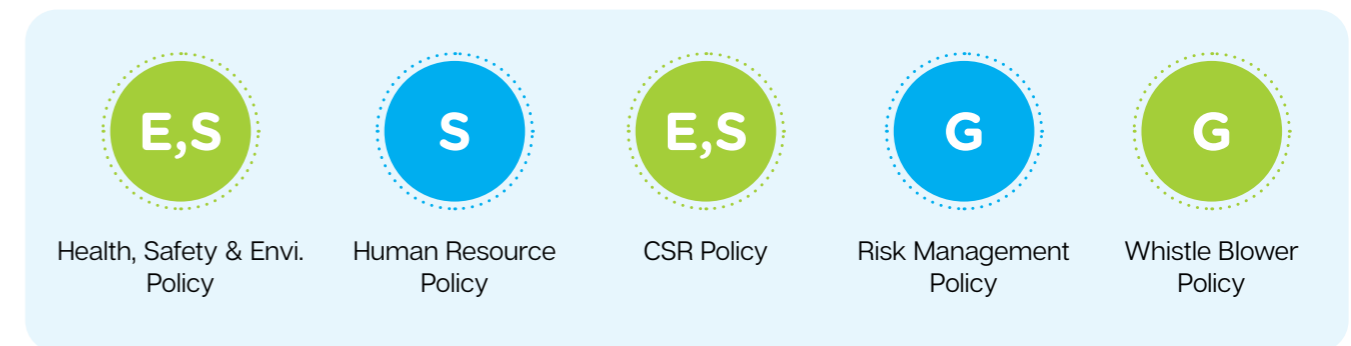 E,S
Health, Safety & Envi.
Policy
S
Human Resource
Policy
E,S
CSR Policy
G
Risk Management
Policy
G
Whistle Blower
Policy